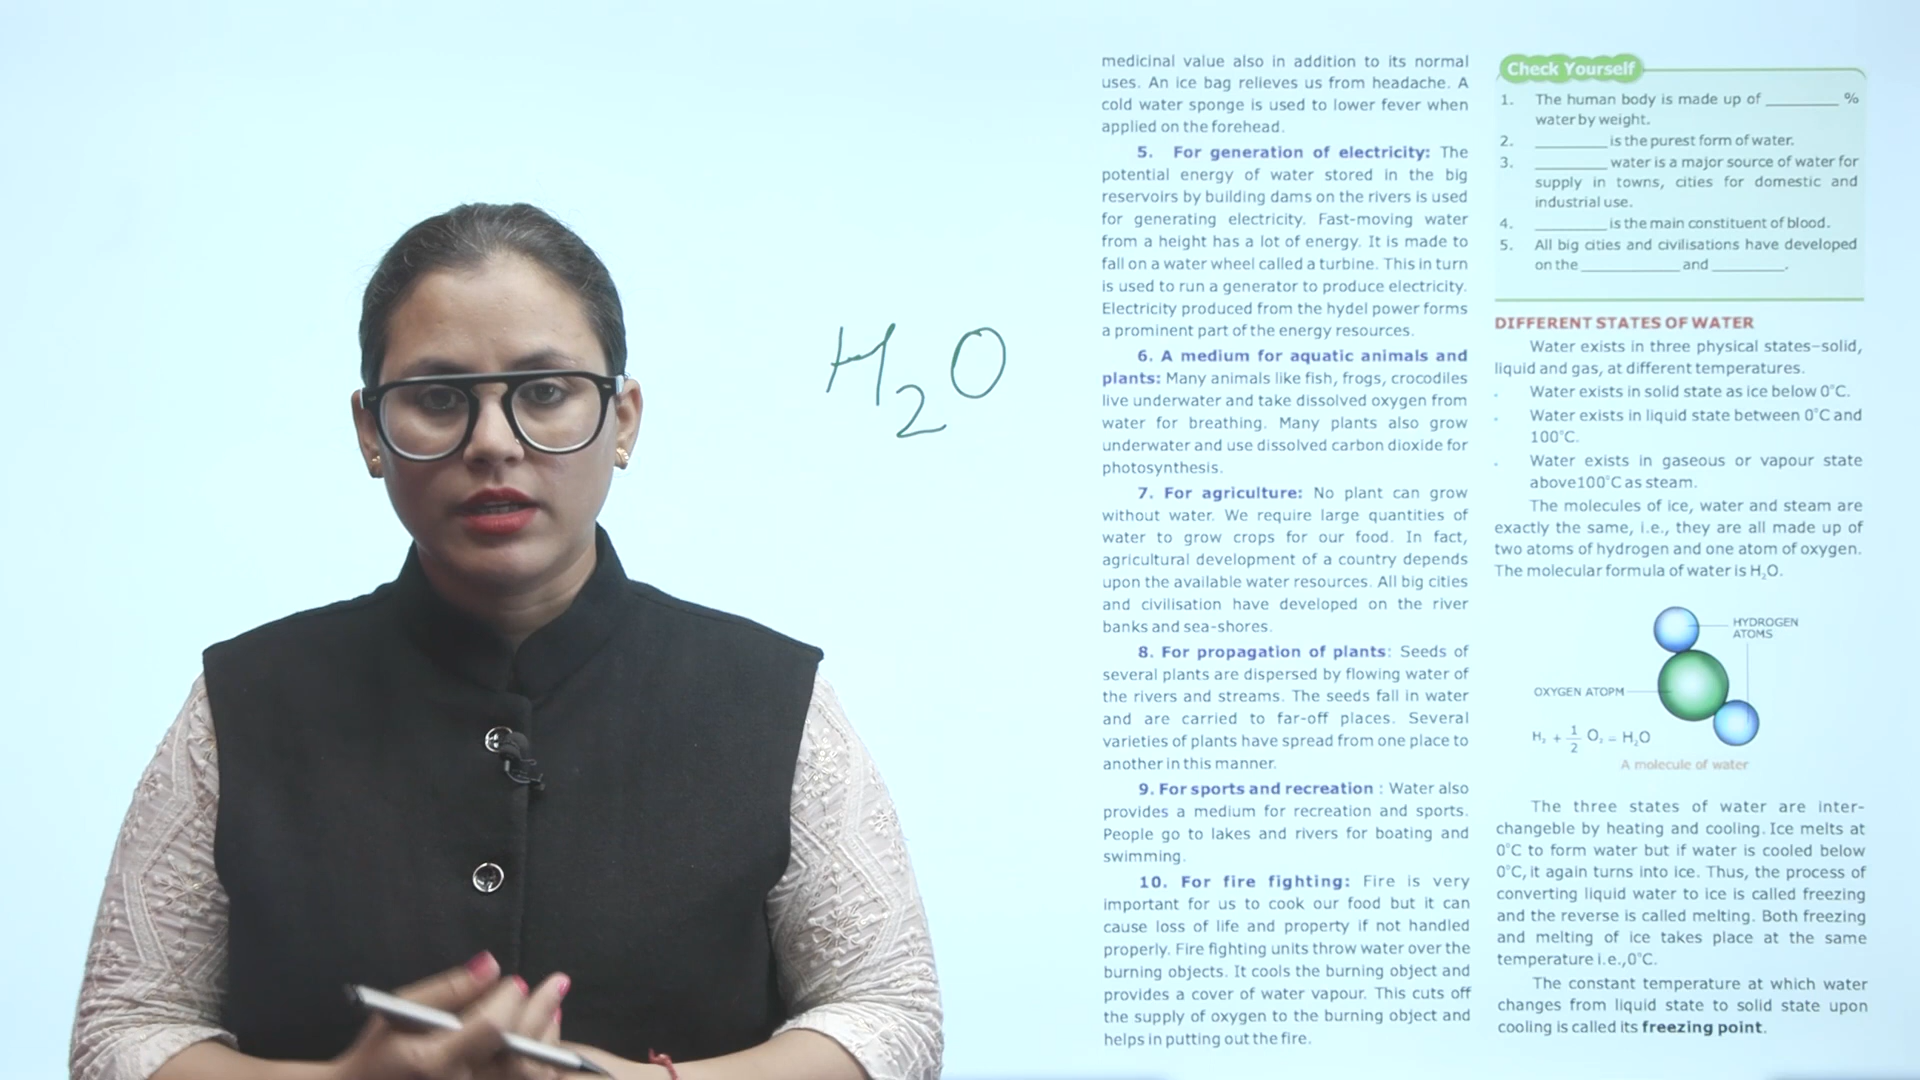 H2O
medicinal value also in addition to its normal
uses. An ice bag relieves us from headache. A
cold water sponge is used to lower fever when
applied on the forehead.
5. For generation of electricity: The
potential energy of water stored in the big
reservoirs by building dams on the rivers is used
for generating electricity. Fast-moving water
from a height has a lot of energy. It is made to
fall on a water wheel called a turbine. This in turn
is used to run a generator to produce electricity.
Electricity produced from the hydel power forms
a prominent part of the energy resources.
6. A medium for aquatic animals and
plants: Many animals like fish, frogs, crocodiles
live underwater and take dissolved oxygen from
water for breathing. Many plants also grow
underwater and use dissolved carbon dioxide for
photosynthesis.
7. For agriculture: No plant can grow
without water. We require large quantities of
water to grow crops for our food. In fact,
agricultural development of a country depends
upon the available water resources. All big cities
and civilisation have developed on the river
banks and sea-shores.
8. For propagation of plants: Seeds of
several plants are dispersed by flowing water of
the rivers and streams. The seeds fall in water
and are carried to far-off places. Several
varieties of plants have spread from one place to
another in this manner.
9. For sports and recreation : Water also
provides a medium for recreation and sports.
People go to lakes and rivers for boating and
swimming.
10. For fire fighting: Fire is very
important for us to cook our food but it can
cause loss of life and property if not handled
properly. Fire fighting units throw water over the
burning objects. It cools the burning object and
provides a cover of water vapour. This cuts off
the supply of oxygen to the burning object and
helps in putting out the fire.
Check Yourself
1. The human body is made up of ________ %
water by weight.
2. ________ is the purest form of water.
3. ________ water is a major source of water for
supply in towns, cities for domestic and
industrial use.
4. ________ is the main constituent of blood.
5. All big cities and civilisations have developed
on the ___________ and ________.
DIFFERENT STATES OF WATER
Water exists in three physical states–solid,
liquid and gas, at different temperatures.
. Water exists in solid state as ice below 0°C.
. Water exists in liquid state between 0°C and
100°C.
. Water exists in gaseous or vapour state
above100°C as steam.
The molecules of ice, water and steam are
exactly the same, i.e., they are all made up of
two atoms of hydrogen and one atom of oxygen.
The molecular formula of water is H2O.
HYDROGEN
ATOMS
OXYGEN ATOPM
H2 + 1/2 O2 = H2O
A molecule of water
The three states of water are inter-
changeble by heating and cooling. Ice melts at
0°C to form water but if water is cooled below
0°C, it again turns into ice. Thus, the process of
converting liquid water to ice is called freezing
and the reverse is called melting. Both freezing
and melting of ice takes place at the same
temperature i.e.,0°C.
The constant temperature at which water
changes from liquid state to solid state upon
cooling is called its freezing point.